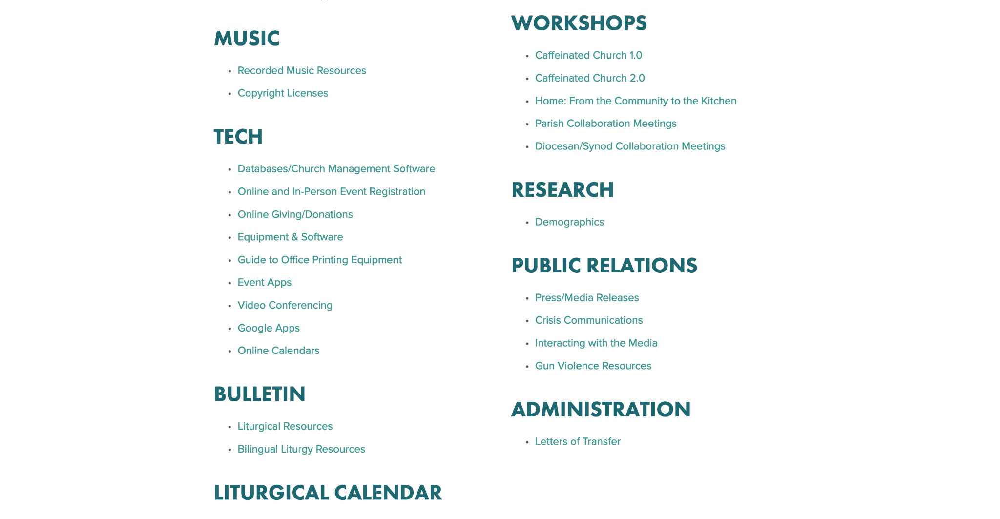 MUSIC
• Recorded Music Resources
• Copyright Licenses
TECH
• Databases/Church Management Software
• Online and In-Person Event Registration
• Online Giving/Donations
• Equipment & Software
• Guide to Office Printing Equipment
• Event Apps
• Video Conferencing
• Google Apps
• Online Calendars
BULLETIN
• Liturgical Resources
• Bilingual Liturgy Resources
LITURGICAL CALENDAR
WORKSHOPS
• Caffeinated Church 1.0
• Caffeinated Church 2.0
• Home: From the Community to the Kitchen
• Parish Collaboration Meetings
• Diocesan/Synod Collaboration Meetings
RESEARCH
• Demographics
PUBLIC RELATIONS
• Press/Media Releases
• Crisis Communications
• Interacting with the Media
• Gun Violence Resources
ADMINISTRATION
• Letters of Transfer